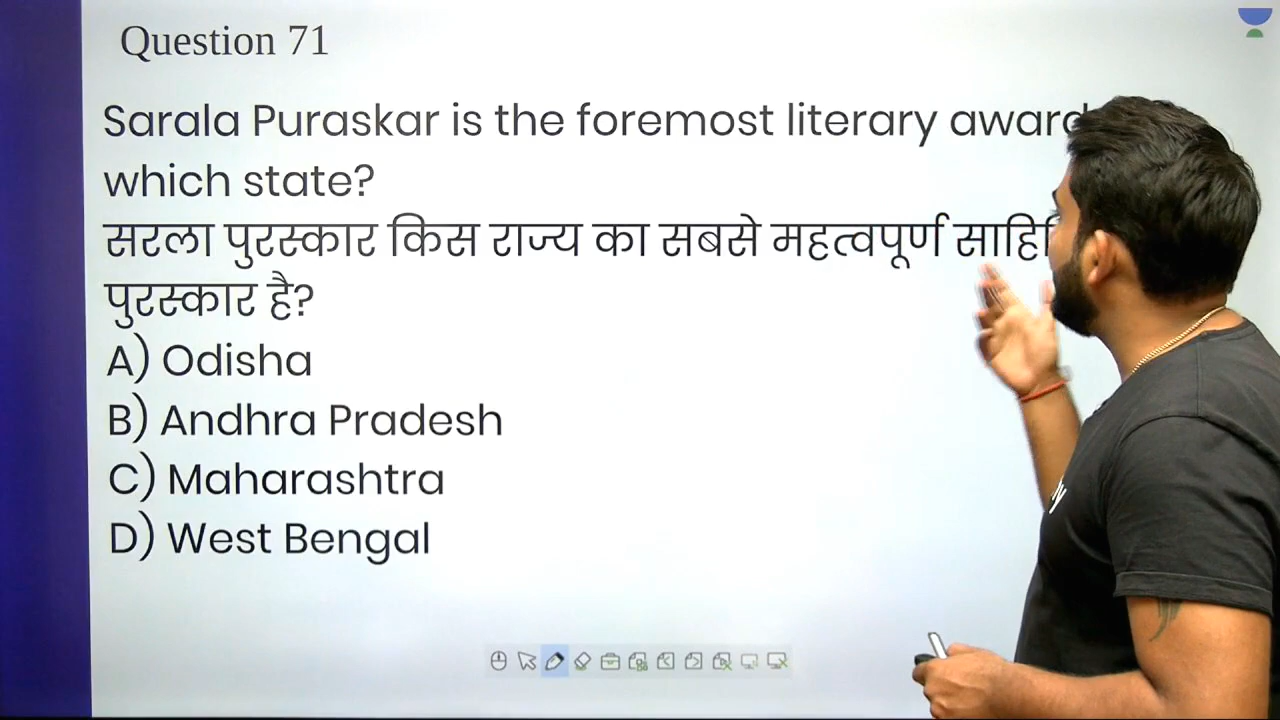 Question 71
Sarala Puraskar is the foremost literary award
which state?
सरला पुरस्कार किस राज्य का सबसे महत्वपूर्ण
पुरस्कार है?
A) Odisha
B) Andhra Pradesh
C) Maharashtra
D) West Bengal